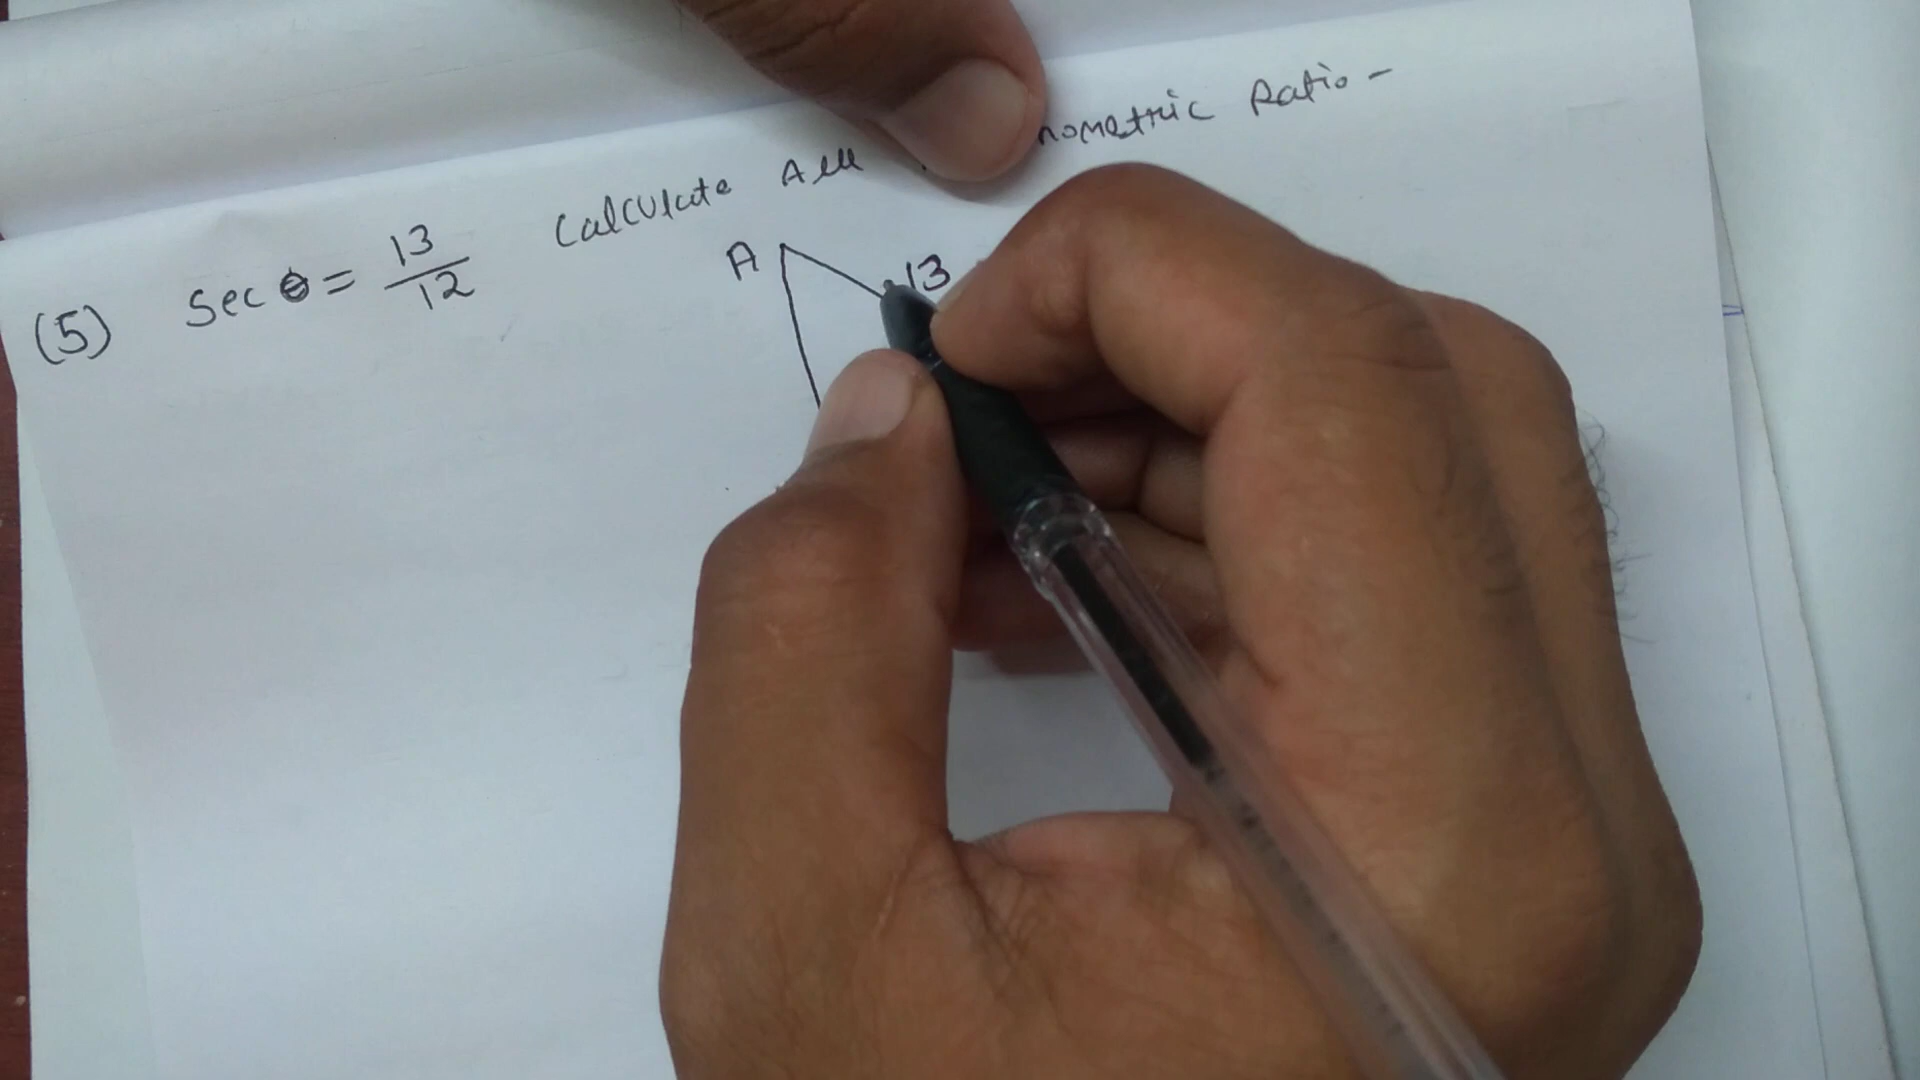 (5) Sec θ = 13/12 Calculate All nometric Ratio -
A
13